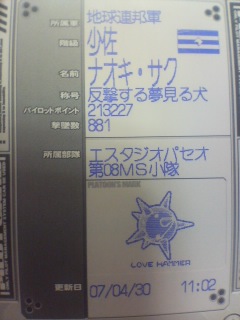 所属軍 地球連邦軍
階級 少佐
名前 ナオキ・サク
称号 反撃する夢見る犬
パイロットポイント 213227
撃墜数 881
所属部隊 エスタジオパセオ
第08MS小隊
PLATOON'S MARK
LOVE HAMMER
更新日 07/04/30 11:02